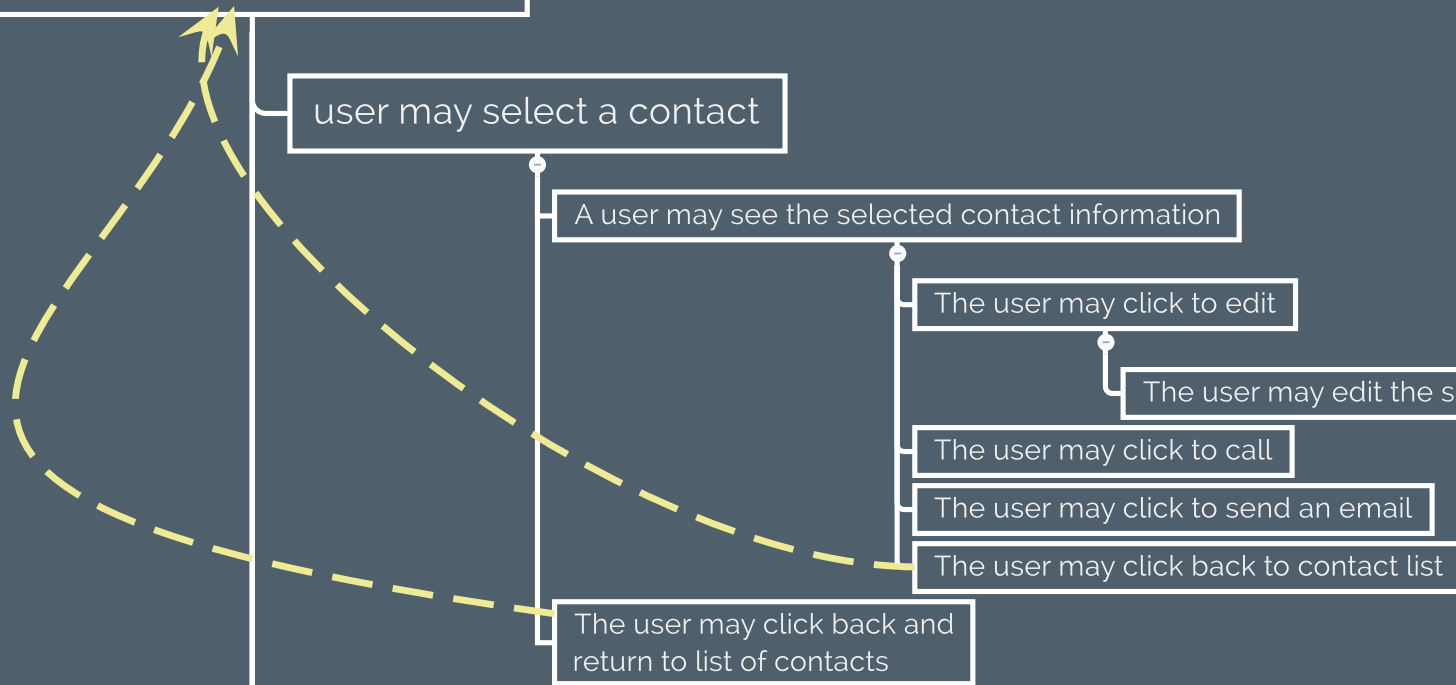 user may select a contact
A user may see the selected contact information
The user may click to edit
The user may edit the
The user may click to call
The user may click to send an email
The user may click back to contact list
The user may click back and
return to list of contacts